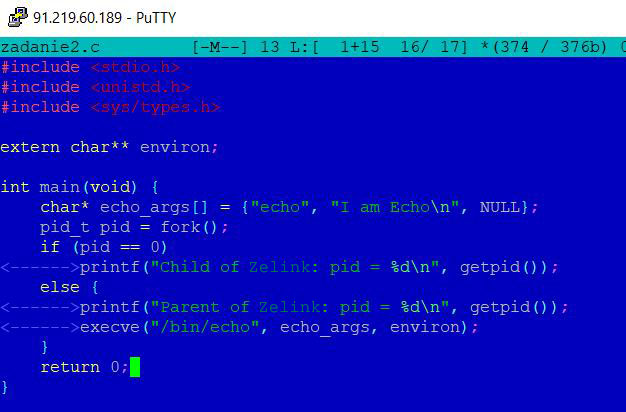 91.219.60.189 - PuTTY
zadanie2.c [-M--] 13 L:[ 1+15 16/ 17] *(374 / 376b)
#include <stdio.h>
#include <unistd.h>
#include <sys/types.h>
extern char** environ;
int main(void) {
char* echo_args[] = {"echo", "I am Echo\n", NULL};
pid_t pid = fork();
if (pid == 0)
<------>printf("Child of Zelink: pid = %d\n", getpid());
else {
<------>printf("Parent of Zelink: pid = %d\n", getpid());
<------>execve("/bin/echo", echo_args, environ);
}
return 0;
}